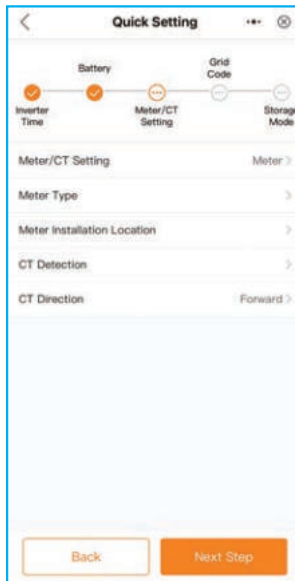 Quick Setting
Battery
Grid
Code
Inverter
Time
Meter/CT
Setting
Storage
Mode
Meter/CT Setting Meter
Meter Type
Meter Installation Location
CT Detection
CT Direction Forward
Back Next Step